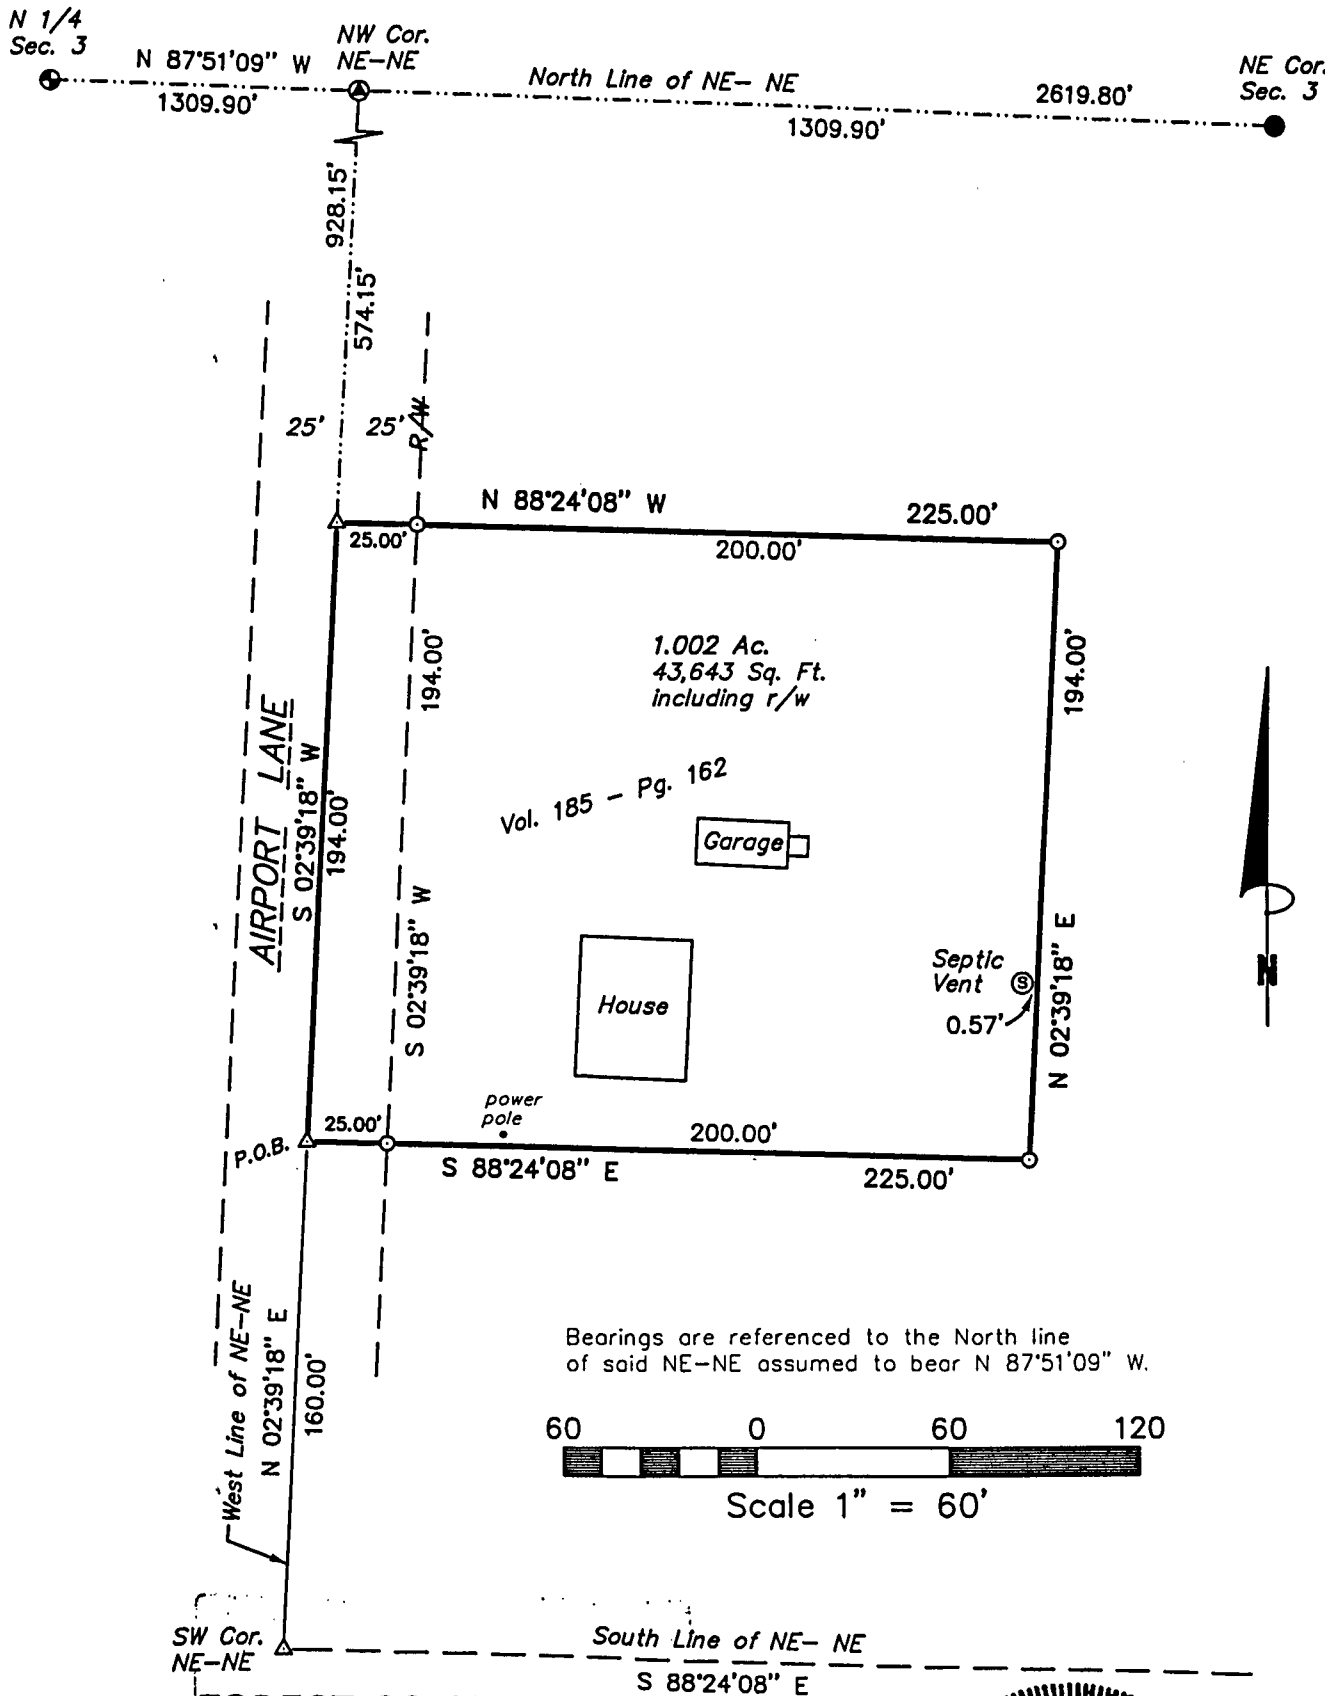 N 1/4
Sec. 3
N 87°51'09" W
1309.90'
NW Cor.
NE-NE
North Line of NE- NE
1309.90'
2619.80'
NE Cor.
Sec. 3
928.15'
574.15'
25'
25'
R/W
N 88°24'08" W
225.00'
25.00'
200.00'
1.002 Ac.
43,643 Sq. Ft.
including r/w
194.00'
194.00'
AIRPORT LANE
S 02°39'18" W
194.00'
Vol. 185 - Pg. 162
Garage
S 02°39'18" W
House
Septic
Vent
S
0.57'
N 02°39'18" E
N
power
pole
P.O.B.
25.00'
200.00'
S 88°24'08" E
225.00'
West Line of NE-NE
N 02°39'18" E
160.00'
Bearings are referenced to the North line
of said NE-NE assumed to bear N 87°51'09" W.
60 0 60 120
Scale 1" = 60'
SW Cor.
NE-NE
South Line of NE- NE
S 88°24'08" E